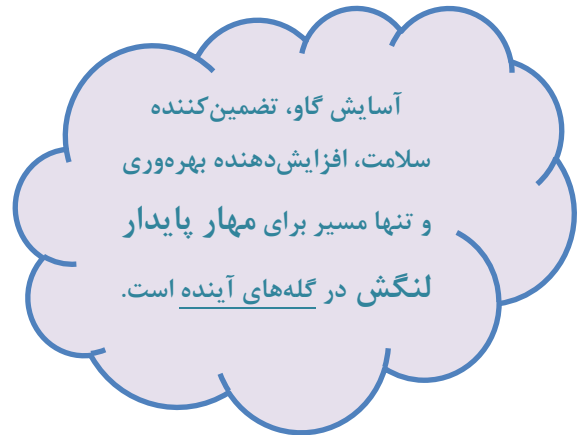 آسایش گاو، تضمین‌کننده
سلامت، افزایش‌دهنده بهره‌وری
و تنها مسیر برای مهار پایدار
لنگش در گله‌های آینده است.